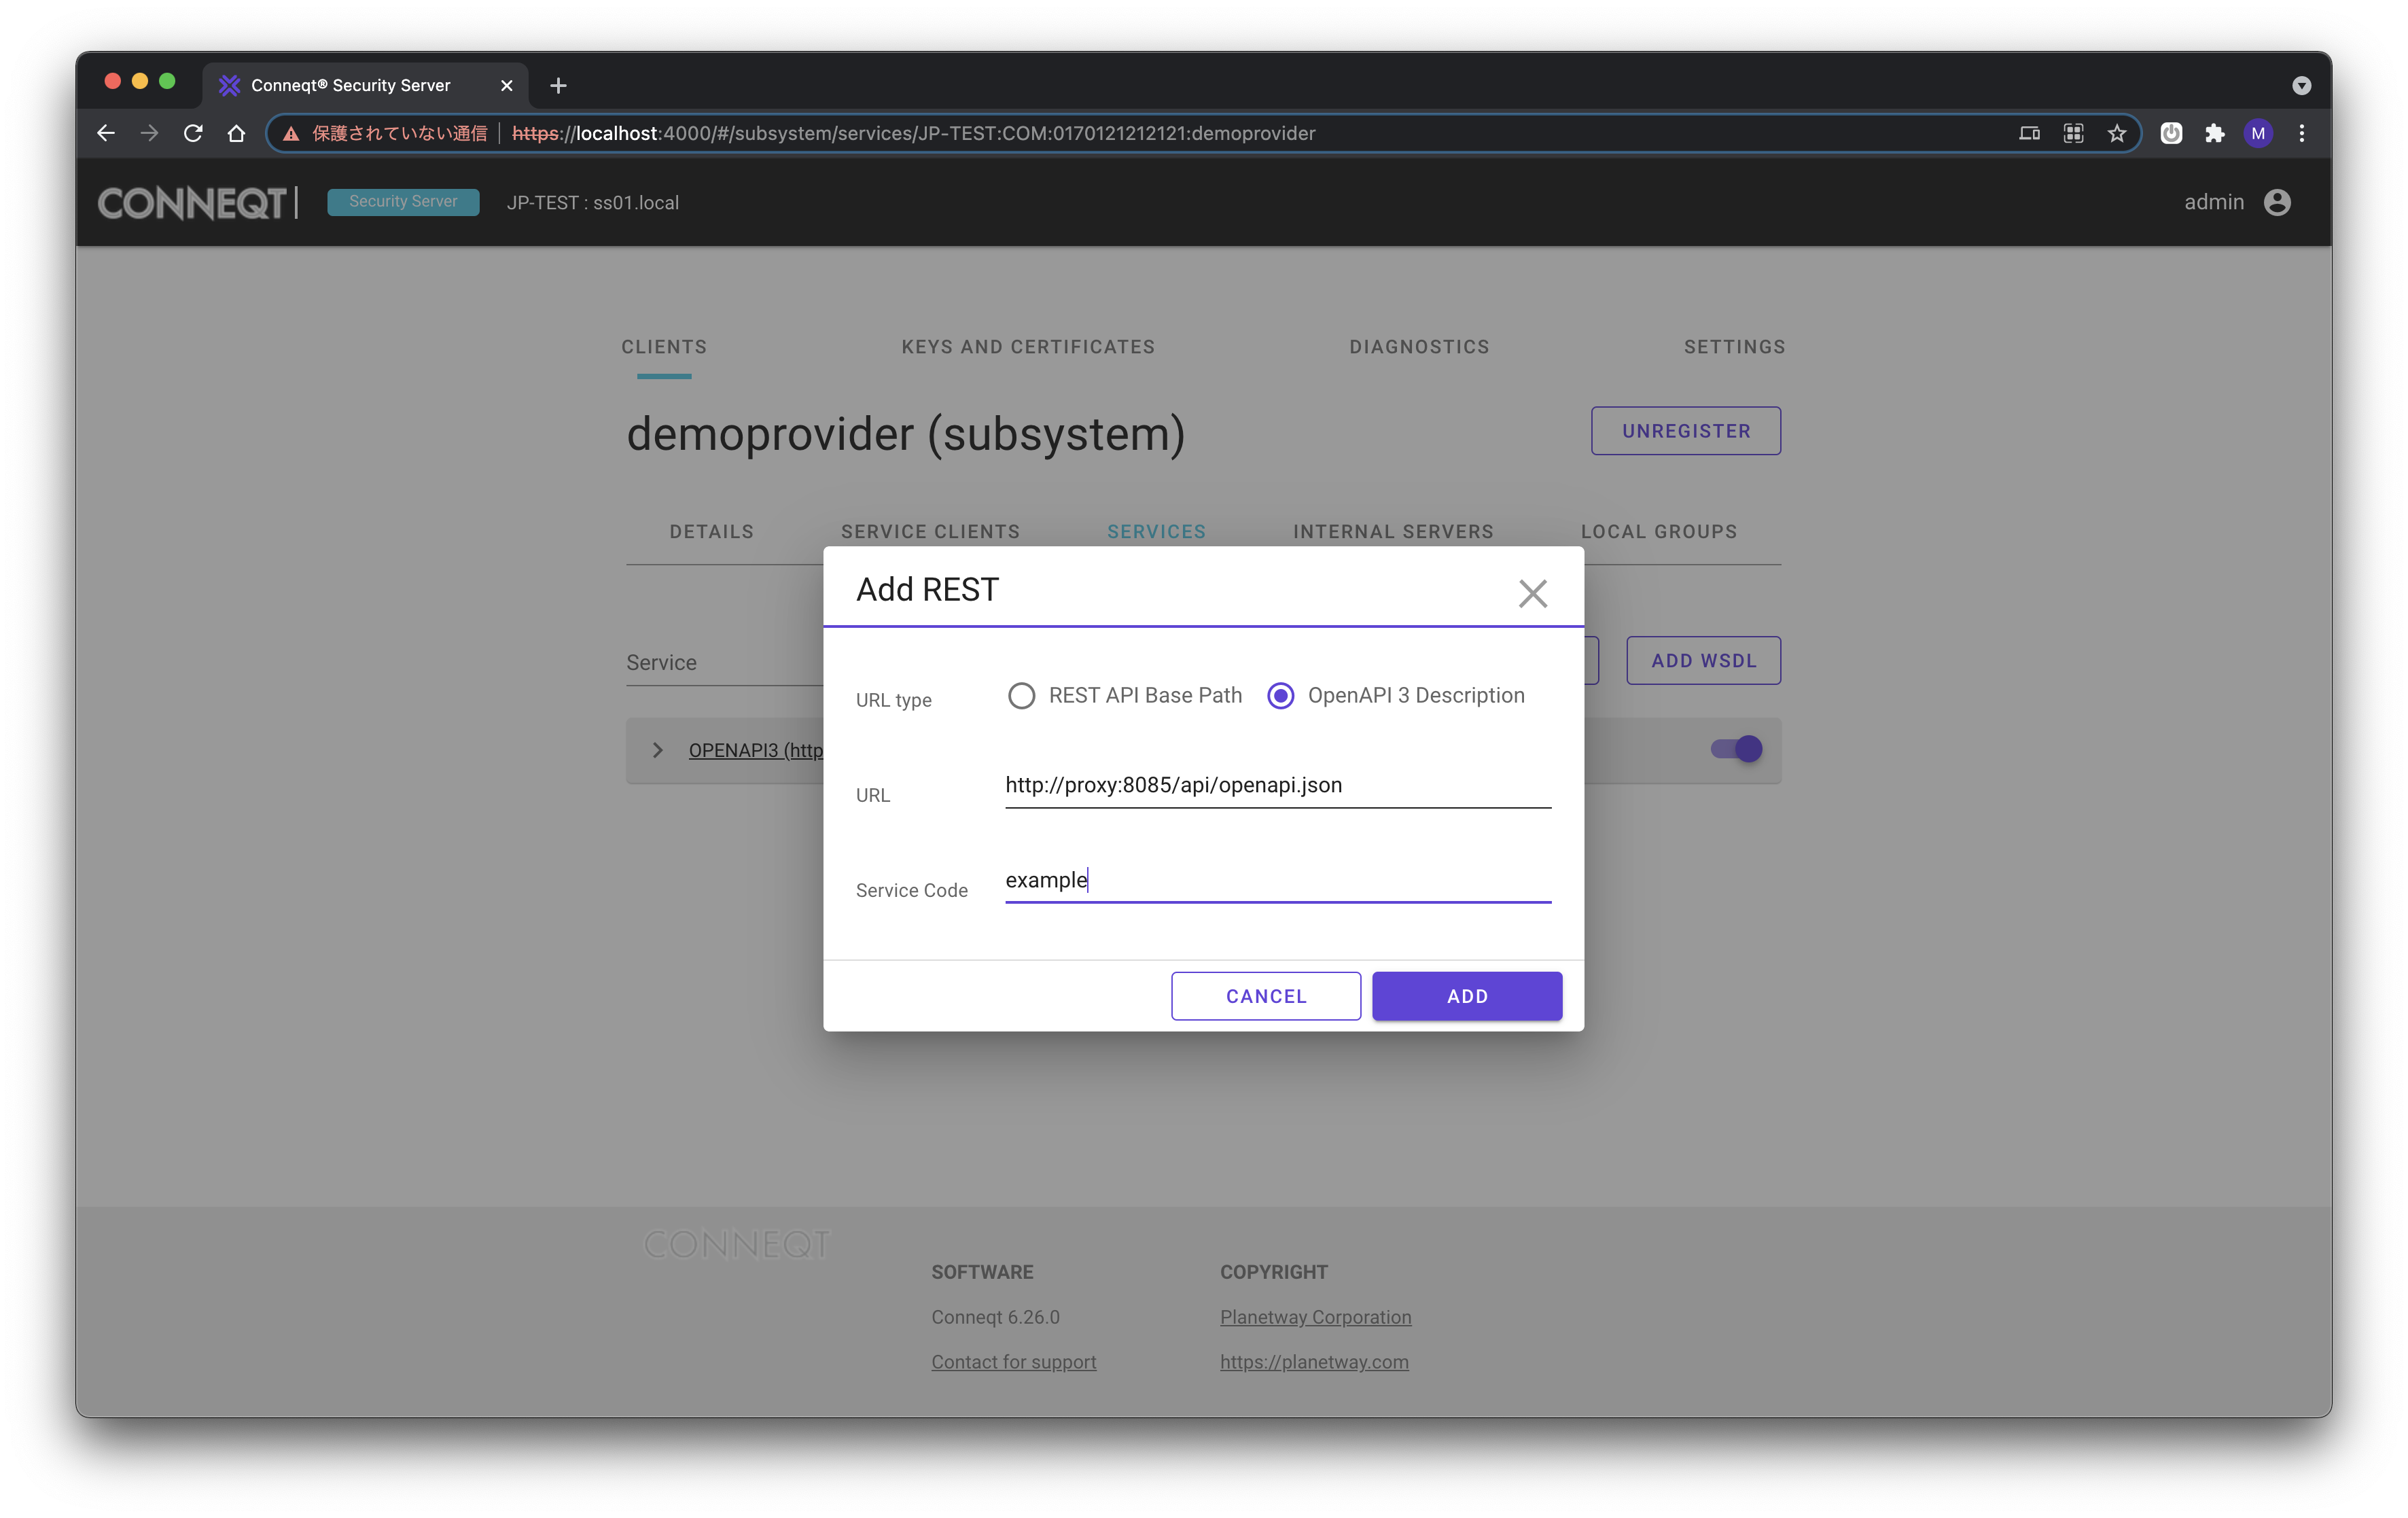 Conneqt® Security Server
保護されていない通信 https://localhost:4000/#/subsystem/services/JP-TEST:COM:0170121212121:demoprovider
M
CONNEQT Security Server JP-TEST : ss01.local admin
CLIENTS KEYS AND CERTIFICATES DIAGNOSTICS SETTINGS
demoprovider (subsystem) UNREGISTER
DETAILS SERVICE CLIENTS SERVICES INTERNAL SERVERS LOCAL GROUPS
Add REST
Service ADD WSDL
URL type REST API Base Path OpenAPI 3 Description
OPENAPI3 (http
URL http://proxy:8085/api/openapi.json
Service Code example
CANCEL ADD
CONNEQT
SOFTWARE COPYRIGHT
Conneqt 6.26.0 Planetway Corporation
Contact for support https://planetway.com